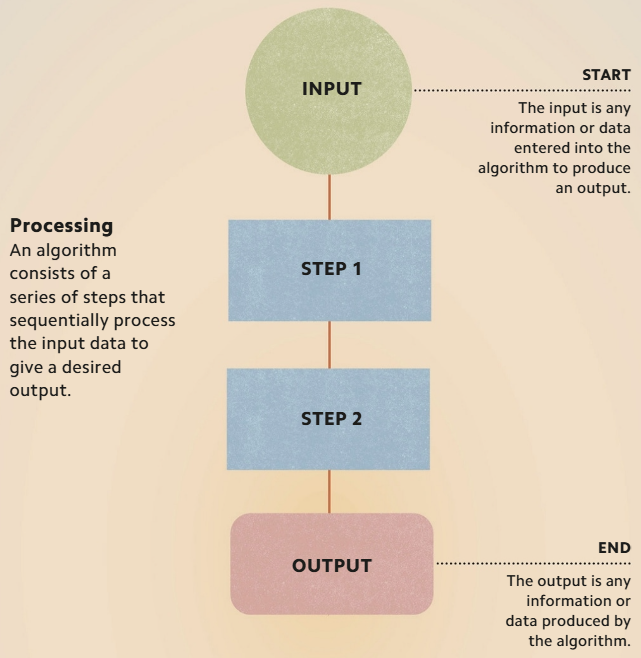 INPUT
START
The input is any
information or data
entered into the
algorithm to produce
an output.
Processing
An algorithm
consists of a
series of steps that
sequentially process
the input data to
give a desired
output.
STEP 1
STEP 2
OUTPUT
END
The output is any
information or
data produced by
the algorithm.